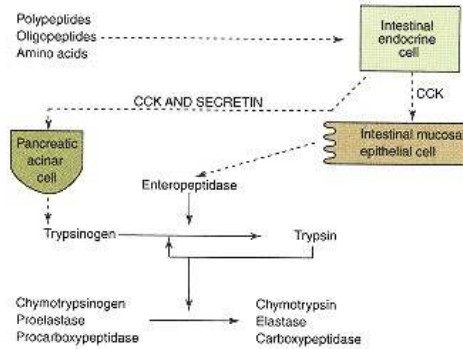 Polypeptides
Oligopeptides
Amino acids
Intestinal
endocrine
cell
CCK
CCK AND SECRETIN
Pancreatic
acinar
cell
Intestinal mucosa
epithelial cell
Enteropeptidase
Trypsinogen
Trypsin
Chymotrypsinogen
Proelastase
Procarboxypeptidase
Chymotrypsin
Elastase
Carboxypeptidase